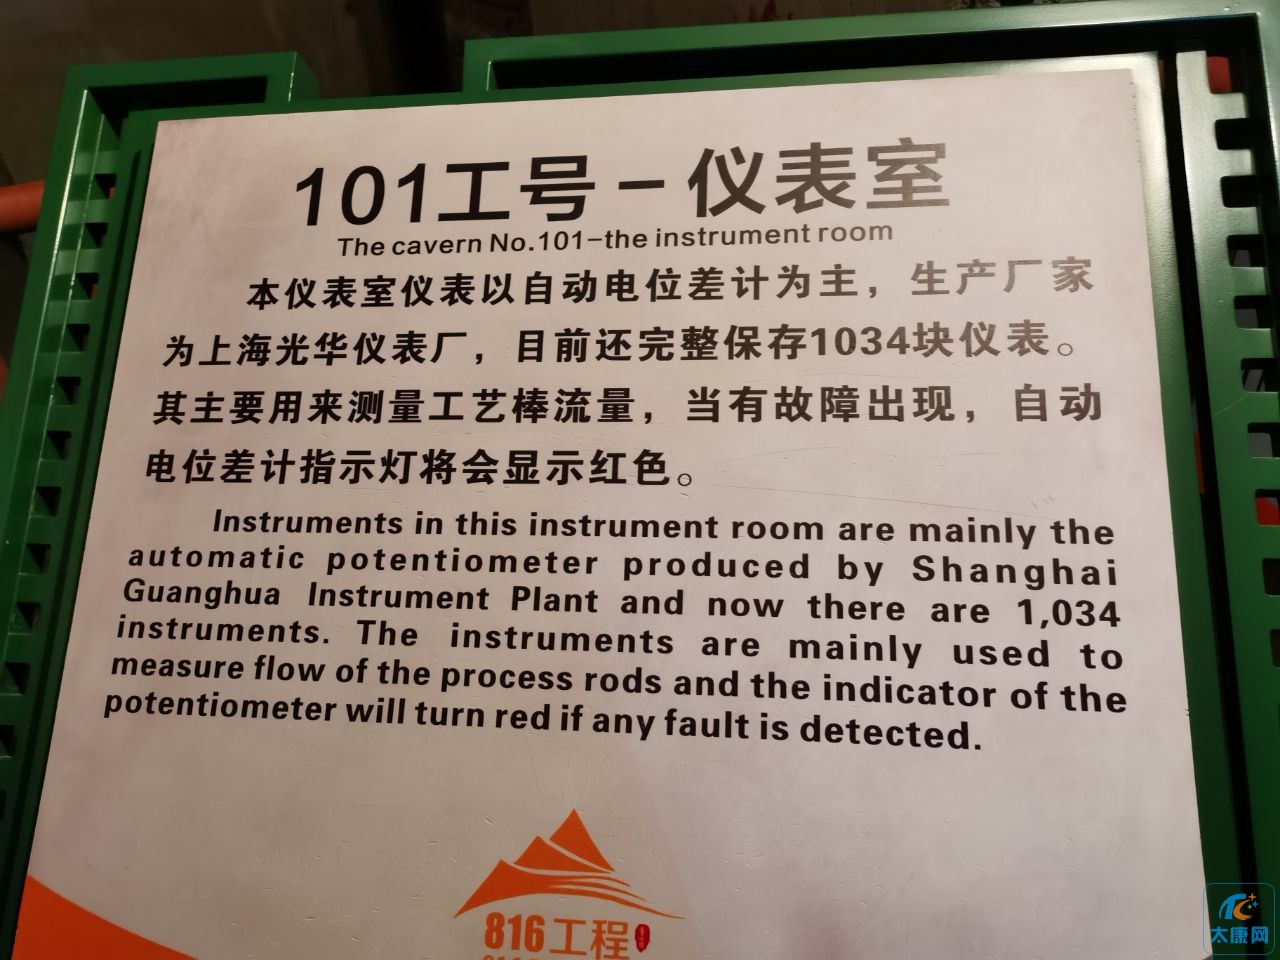 101工号－仪表室
The cavern No.101-the instrument room
本仪表室仪表以自动电位差计为主，生产厂家
为上海光华仪表厂，目前还完整保存1034块仪表。
其主要用来测量工艺棒流量，当有故障出现，自动
电位差计指示灯将会显示红色。
Instruments in this instrument room are mainly the
automatic potentiometer produced by Shanghai
Guanghua Instrument Plant and now there are 1,034
instruments. The instruments are mainly used to
measure flow of the process rods and the indicator of the
potentiometer will turn red if any fault is detected.
816工程
太康网